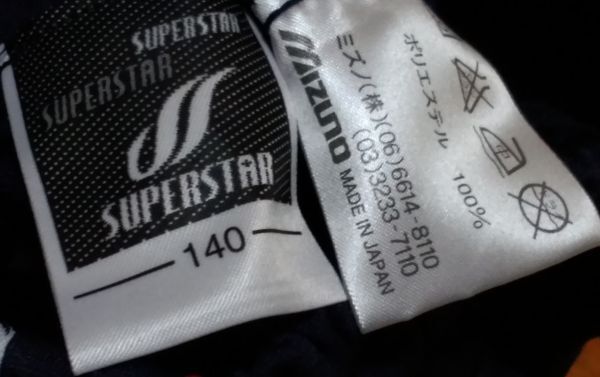 SUPERSTAR
SUPERSTAR
SUPERSTAR
140
mizuno
ミズノ(株)(06)6614-8110
(03)3233-7110
MADE IN JAPAN
ポリエステル
100%
中